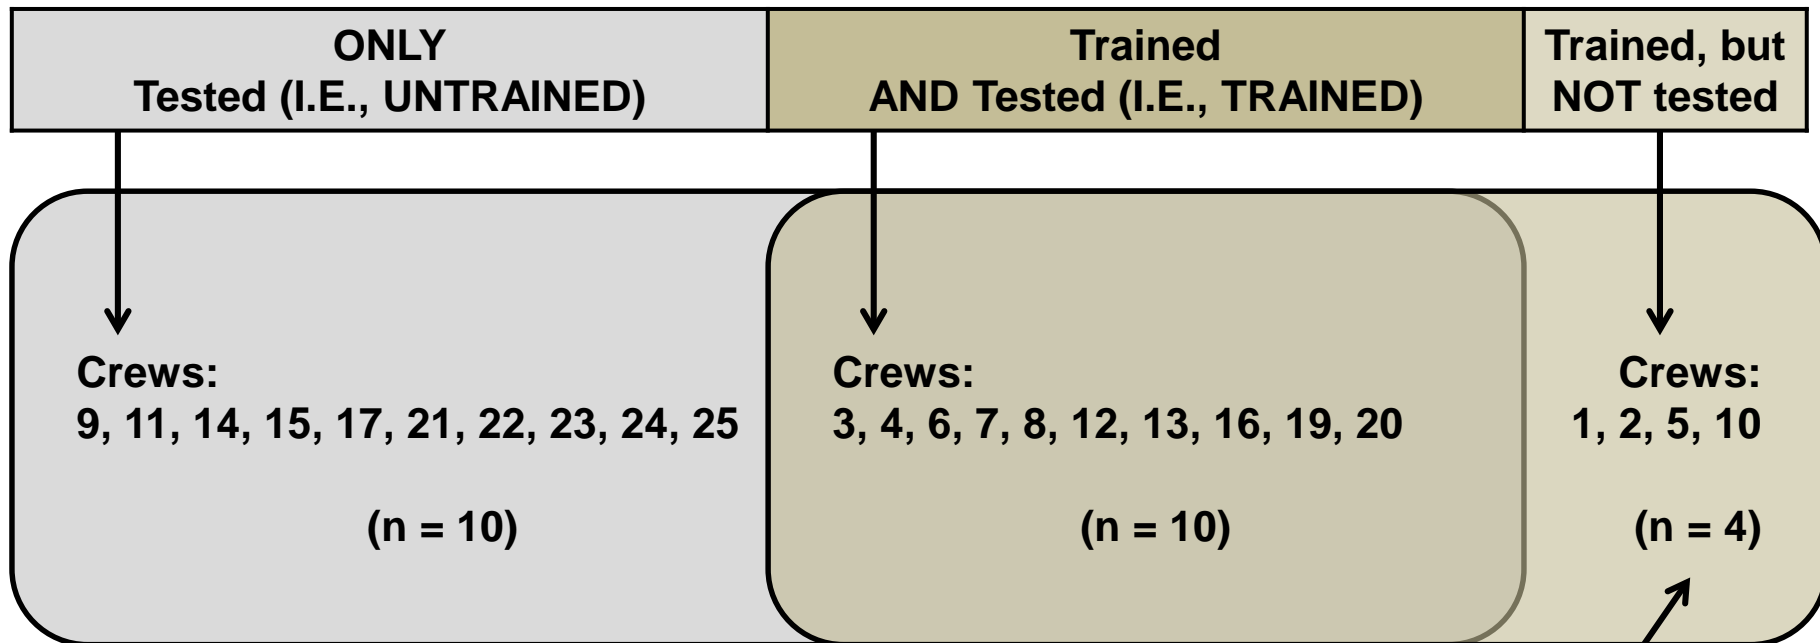 ONLY
Tested (I.E., UNTRAINED)
Trained
AND Tested (I.E., TRAINED)
Trained, but
NOT tested
Crews:
9, 11, 14, 15, 17, 21, 22, 23, 24, 25
(n = 10)
Crews:
3, 4, 6, 7, 8, 12, 13, 16, 19, 20
(n = 10)
Crews:
1, 2, 5, 10
(n = 4)